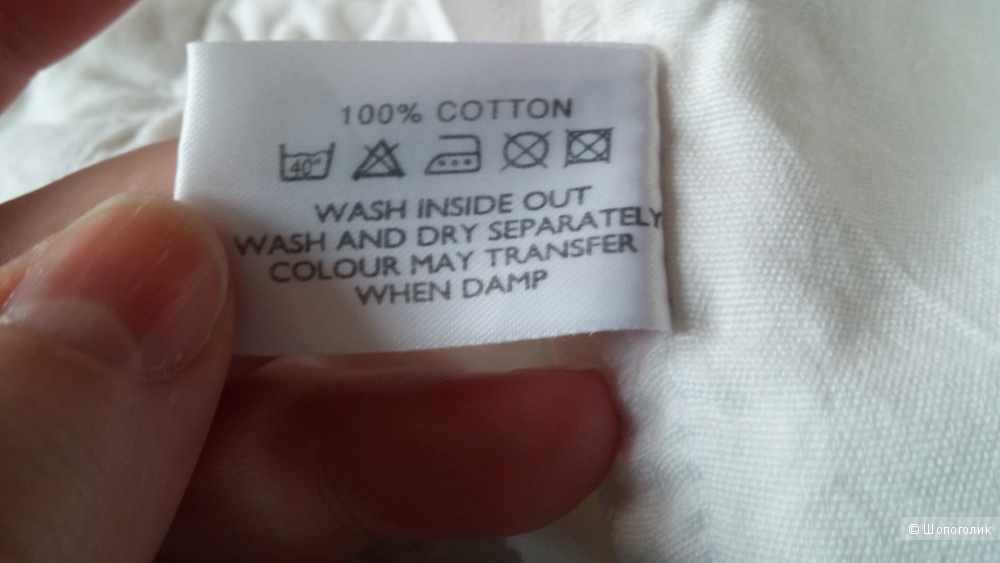 100% COTTON
40°
WASH INSIDE OUT
WASH AND DRY SEPARATELY
COLOUR MAY TRANSFER
WHEN DAMP
© Шопоголик